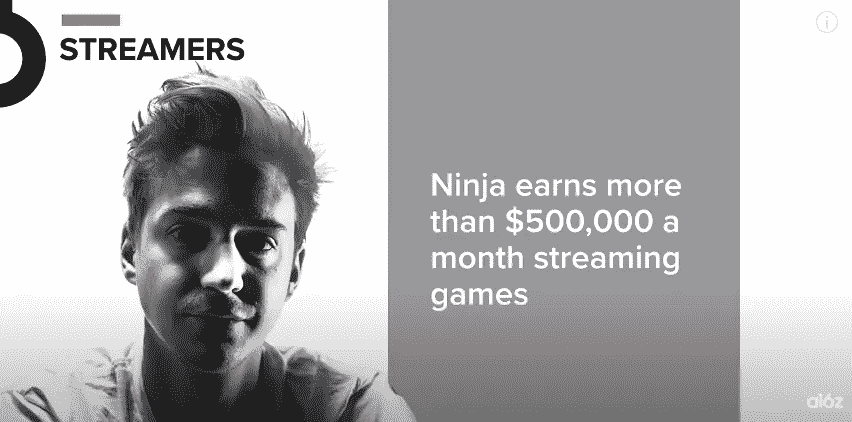 STREAMERS
Ninja earns more
than $500,000 a
month streaming
games
a16z